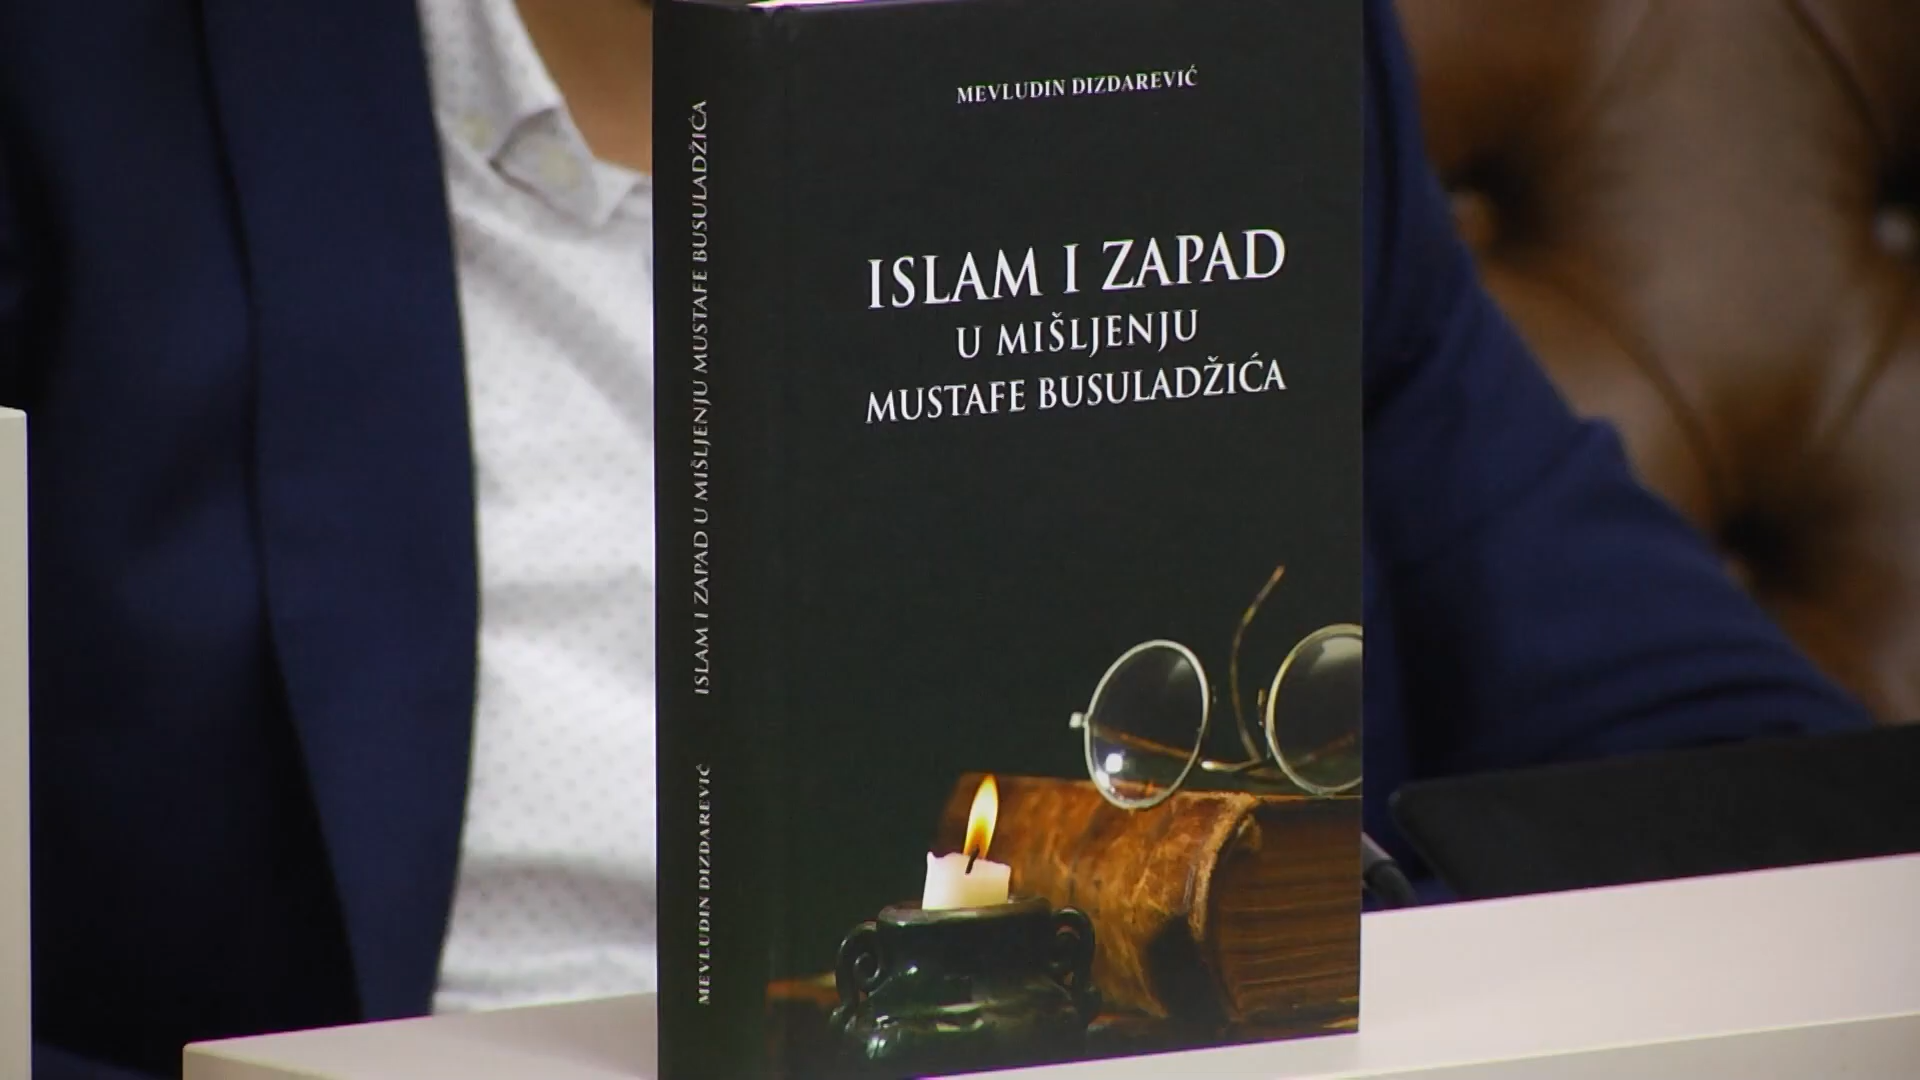 MEVLUDIN DIZDAREVIĆ
ISLAM I ZAPAD
U MIŠLJENJU
MUSTAFE BUSULADŽIĆA
MEVLUDIN DIZDAREVIĆ ISLAM I ZAPAD U MIŠLJENJU MUSTAFE BUSULADŽIĆA